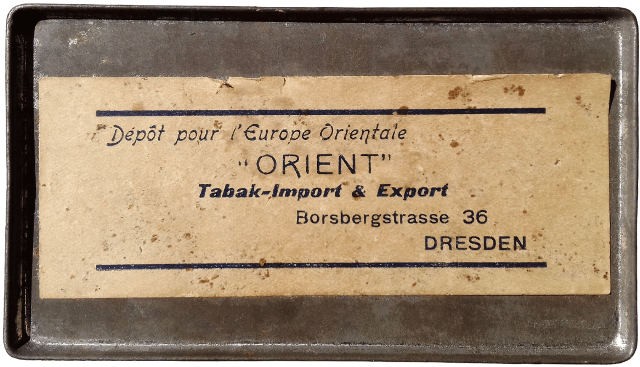 Dépôt pour l'Europe Orientale
"ORIENT"
Tabak-Import & Export
Borsbergstrasse 36
DRESDEN